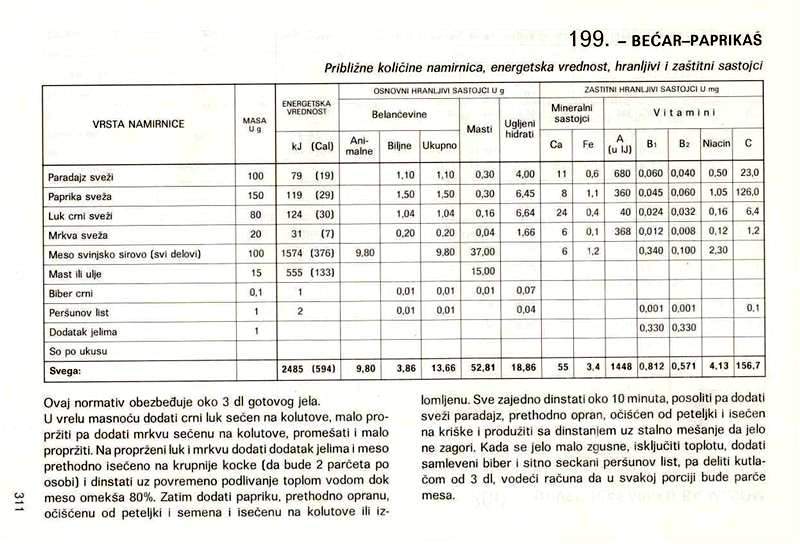 199. – BEĆAR–PAPRIKAŠ
Približne količine namirnica, energetska vrednost, hranljivi i zaštitni sastojci
VRSTA NAMIRNICE MASA U g ENERGETSKA VREDNOST OSNOVNI HRANLJIVI SASTOJCI U g ZAŠTITNI HRANLJIVI SASTOJCI U mg
Belančevine Masti Ugljeni hidrati Mineralni sastojci Vitamini
kJ (Cal) Ani-malne Biljne Ukupno Ca Fe A (u IJ) B1 B2 Niacin C
Paradajz sveži 100 79 (19) 1,10 1,10 0,30 4,00 11 0,6 680 0,060 0,040 0,50 23,0
Paprika sveža 150 119 (29) 1,50 1,50 0,30 6,45 8 1,1 360 0,045 0,060 1,05 126,0
Luk crni sveži 80 124 (30) 1,04 1,04 0,16 6,64 24 0,4 40 0,024 0,032 0,16 6,4
Mrkva sveža 20 31 (7) 0,20 0,20 0,04 1,66 6 0,1 368 0,012 0,008 0,12 1,2
Meso svinjsko sirovo (svi delovi) 100 1574 (376) 9,80 9,80 37,00 6 1,2 0,340 0,100 2,30
Mast ili ulje 15 555 (133) 15,00
Biber crni 0,1 1 0,01 0,01 0,01 0,07
Peršunov list 1 2 0,01 0,01 0,04 0,001 0,001 0,1
Dodatak jelima 1 0,330 0,330
So po ukusu
Svega: 2485 (594) 9,80 3,86 13,66 52,81 18,86 55 3,4 1448 0,812 0,571 4,13 156,7
Ovaj normativ obezbeđuje oko 3 dl gotovog jela.
U vrelu masnoću dodati crni luk sečen na kolutove, malo pro-
pržiti pa dodati mrkvu sečenu na kolutove, promešati i malo
propržiti. Na proprženi luk i mrkvu dodati dodatak jelima i meso
prethodno isečeno na krupnije kocke (da bude 2 parčeta po
osobi) i dinstati uz povremeno podlivanje toplom vodom dok
meso omekša 80%. Zatim dodati papriku, prethodno opranu,
očišćenu od peteljki i semena i isečenu na kolutove ili iz-
lomljenu. Sve zajedno dinstati oko 10 minuta, posoliti pa dodati
sveži paradajz, prethodno opran, očišćen od peteljki i isečen
na kriške i produžiti sa dinstanjem uz stalno mešanje da jelo
ne zagori. Kada se jelo malo zgusne, isključiti toplotu, dodati
samleveni biber i sitno seckani peršunov list, pa deliti kutla-
čom od 3 dl, vodeći računa da u svakoj porciji bude parče
mesa.
311